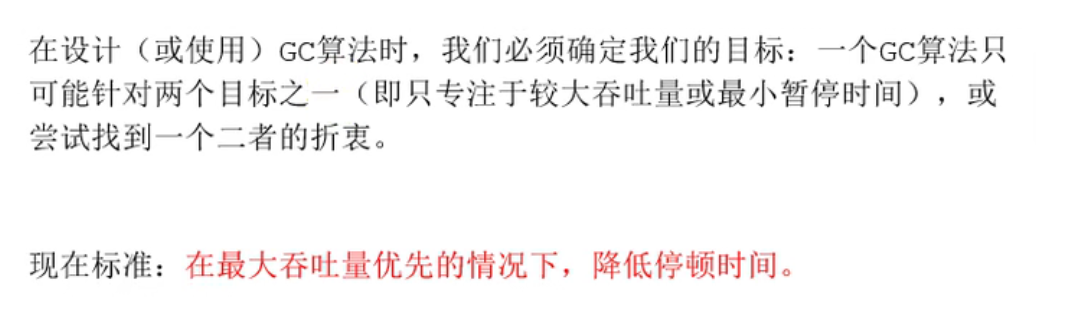 在设计（或使用）GC算法时，我们必须确定我们的目标：一个GC算法只
可能针对两个目标之一（即只专注于较大吞吐量或最小暂停时间），或
尝试找到一个二者的折衷。
现在标准：在最大吞吐量优先的情况下，降低停顿时间。